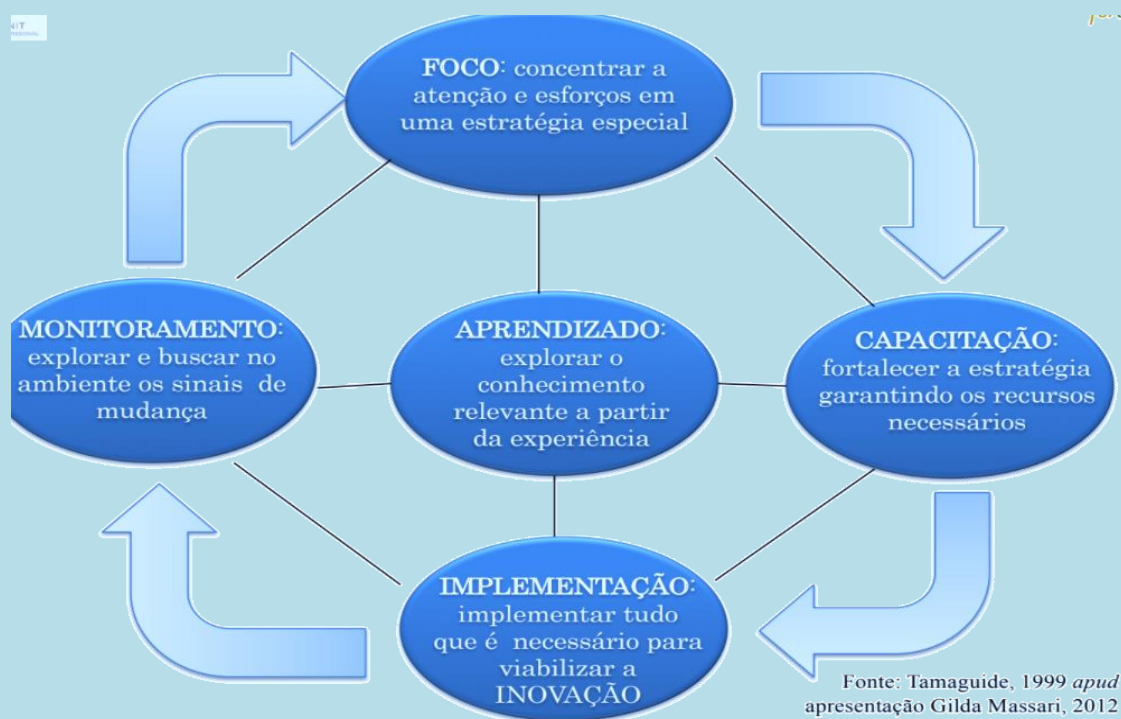 FOCO: concentrar a
atenção e esforços em
uma estratégia especial
MONITORAMENTO:
explorar e buscar no
ambiente os sinais de
mudança
APRENDIZADO:
explorar o
conhecimento
relevante a partir
da experiência
CAPACITAÇÃO:
fortalecer a estratégia
garantindo os recursos
necessários
IMPLEMENTAÇÃO:
implementar tudo
que é necessário para
viabilizar a
INOVAÇÃO
Fonte: Tamaguide, 1999 apud
apresentação Gilda Massari, 2012